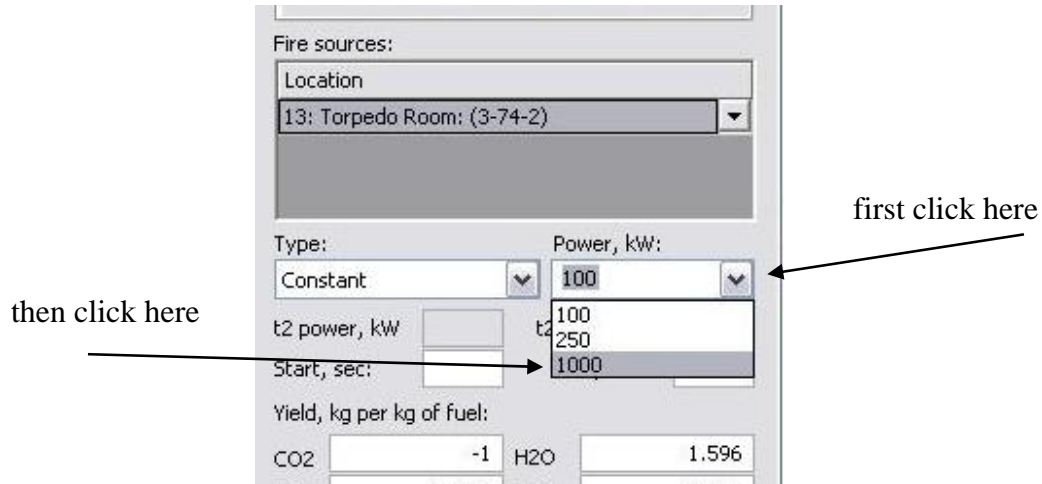 Fire sources:
Location
13: Torpedo Room: (3-74-2)
first click here
Type: Power, kW:
Constant 100
then click here
100
t2 power, kW
250
1000
Start, sec:
Yield, kg per kg of fuel:
CO2 -1 H2O 1.596